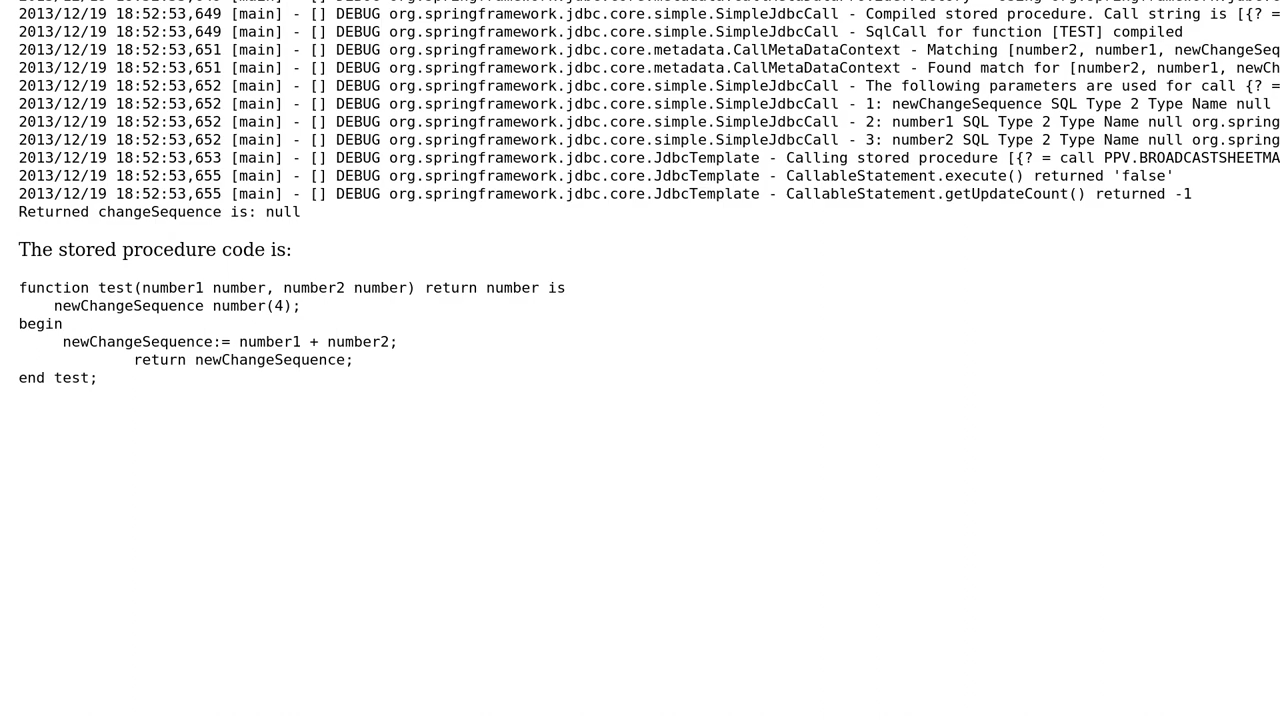 2013/12/19 18:52:53,649 [main] - [] DEBUG org.springframework.jdbc.core.simple.SimpleJdbcCall - Compiled stored procedure. Call string is [{? =
2013/12/19 18:52:53,649 [main] - [] DEBUG org.springframework.jdbc.core.simple.SimpleJdbcCall - SqlCall for function [TEST] compiled
2013/12/19 18:52:53,651 [main] - [] DEBUG org.springframework.jdbc.core.metadata.CallMetaDataContext - Matching [number2, number1, newChangeSeq
2013/12/19 18:52:53,651 [main] - [] DEBUG org.springframework.jdbc.core.metadata.CallMetaDataContext - Found match for [number2, number1, newCh
2013/12/19 18:52:53,652 [main] - [] DEBUG org.springframework.jdbc.core.simple.SimpleJdbcCall - The following parameters are used for call {? =
2013/12/19 18:52:53,652 [main] - [] DEBUG org.springframework.jdbc.core.simple.SimpleJdbcCall - 1: newChangeSequence SQL Type 2 Type Name null
2013/12/19 18:52:53,652 [main] - [] DEBUG org.springframework.jdbc.core.simple.SimpleJdbcCall - 2: number1 SQL Type 2 Type Name null org.spring
2013/12/19 18:52:53,652 [main] - [] DEBUG org.springframework.jdbc.core.simple.SimpleJdbcCall - 3: number2 SQL Type 2 Type Name null org.spring
2013/12/19 18:52:53,653 [main] - [] DEBUG org.springframework.jdbc.core.JdbcTemplate - Calling stored procedure [{? = call PPV.BROADCASTSHEETMA
2013/12/19 18:52:53,655 [main] - [] DEBUG org.springframework.jdbc.core.JdbcTemplate - CallableStatement.execute() returned 'false'
2013/12/19 18:52:53,655 [main] - [] DEBUG org.springframework.jdbc.core.JdbcTemplate - CallableStatement.getUpdateCount() returned -1
Returned changeSequence is: null
The stored procedure code is:
function test(number1 number, number2 number) return number is
newChangeSequence number(4);
begin
newChangeSequence:= number1 + number2;
return newChangeSequence;
end test;